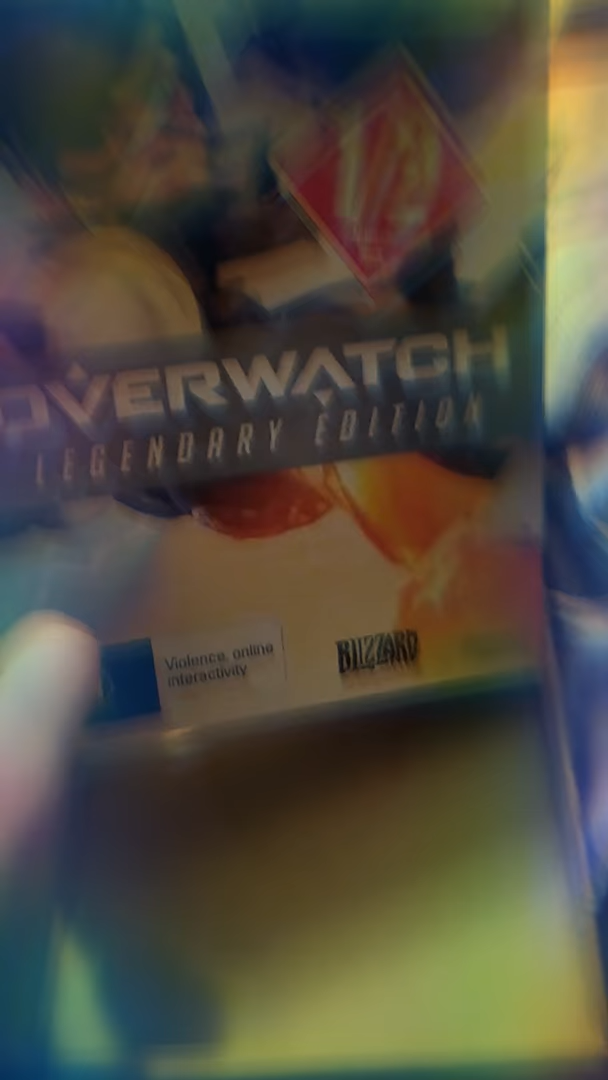 OVERWATCH
LEGENDARY EDITION
Violence, online
interactivity
BLIZZARD